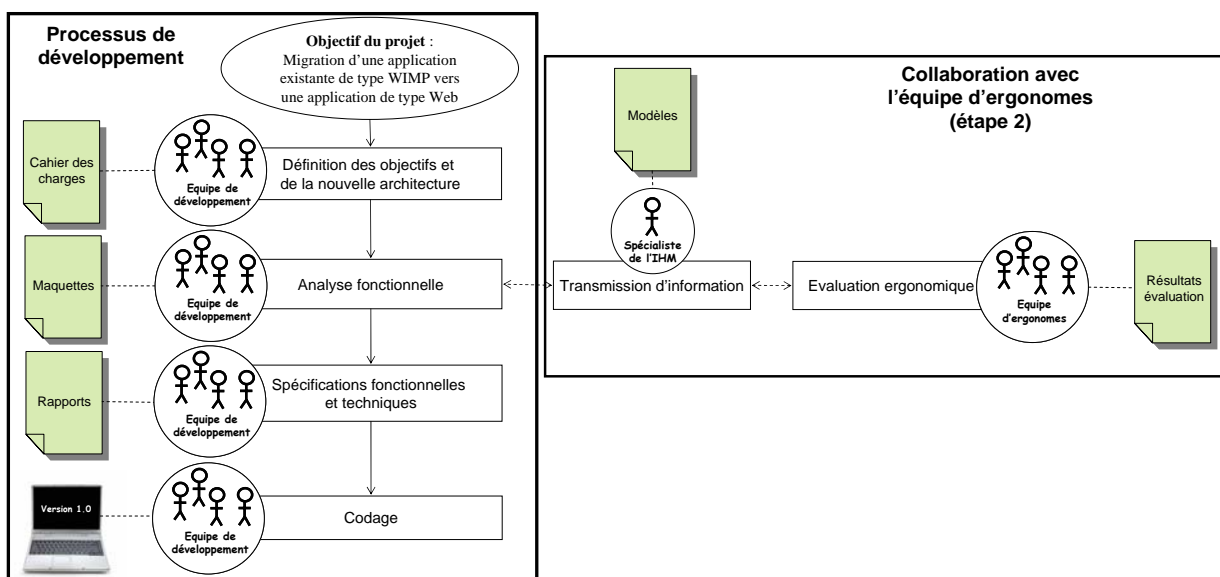 Processus de
développement
Objectif du projet :
Migration d'une application
existante de type WIMP vers
une application de type Web
Cahier des
charges
Equipe de
développement
Définition des objectifs et
de la nouvelle architecture
Maquettes
Equipe de
développement
Analyse fonctionnelle
Rapports
Equipe de
développement
Spécifications fonctionnelles
et techniques
Version 1.0
Equipe de
développement
Codage
Collaboration avec
l'équipe d'ergonomes
(étape 2)
Modèles
Spécialiste
de l'IHM
Transmission d'information
Evaluation ergonomique
Equipe
d'ergonomes
Résultats
évaluation